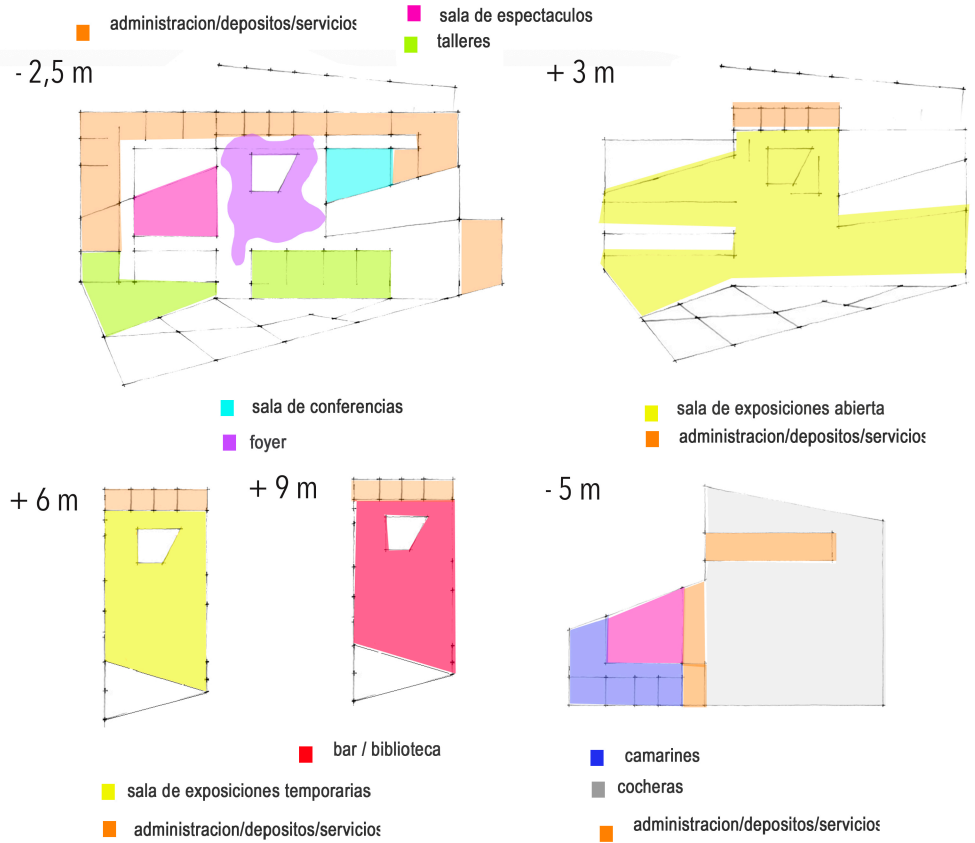 administracion/depositos/servicios
sala de espectaculos
talleres
- 2,5 m
+ 3 m
sala de conferencias
foyer
sala de exposiciones abierta
administracion/depositos/servicios
+ 6 m
+ 9 m
- 5 m
bar / biblioteca
sala de exposiciones temporarias
administracion/depositos/servicios
camarines
cocheras
administracion/depositos/servicios